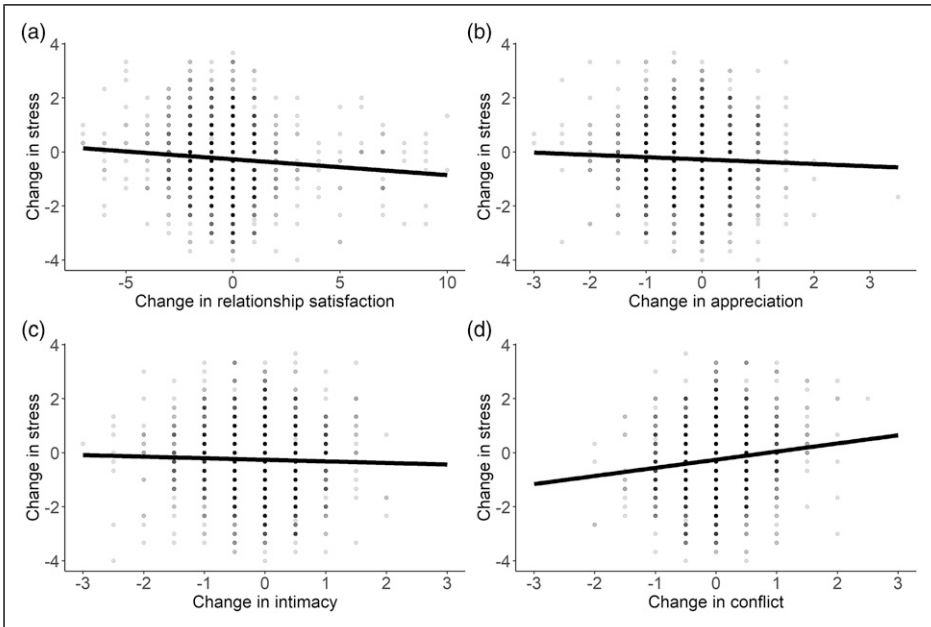 (a)
4
2
0
-2
-4
Change in stress
-5 0 5 10
Change in relationship satisfaction
(b)
4
2
0
-2
-4
Change in stress
-3 -2 -1 0 1 2 3
Change in appreciation
(c)
4
2
0
-2
-4
Change in stress
-3 -2 -1 0 1 2 3
Change in intimacy
(d)
4
2
0
-2
-4
Change in stress
-3 -2 -1 0 1 2 3
Change in conflict